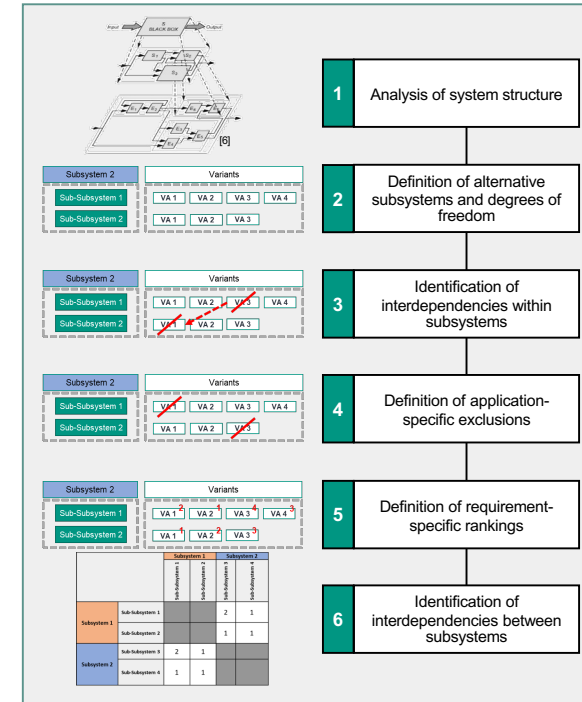 Input
S
BLACK BOX
Output
S1
S2
S3
E1
E2
E3
E4
E5
[6]
1
Analysis of system structure
Subsystem 2
Variants
Sub-Subsystem 1
VA 1
VA 2
VA 3
VA 4
Sub-Subsystem 2
VA 1
VA 2
VA 3
2
Definition of alternative
subsystems and degrees of
freedom
Subsystem 2
Variants
Sub-Subsystem 1
VA 1
VA 2
VA 3
VA 4
Sub-Subsystem 2
VA 1
VA 2
VA 3
3
Identification of
interdependencies within
subsystems
Subsystem 2
Variants
Sub-Subsystem 1
VA 1
VA 2
VA 3
VA 4
Sub-Subsystem 2
VA 1
VA 2
VA 3
4
Definition of application-
specific exclusions
Subsystem 2
Variants
Sub-Subsystem 1
VA 1 2
VA 2 1
VA 3 4
VA 4 3
Sub-Subsystem 2
VA 1 1
VA 2 2
VA 3 3
5
Definition of requirement-
specific rankings
Subsystem 1
Subsystem 2
Sub-Subsystem 1
Sub-Subsystem 2
Sub-Subsystem 3
Sub-Subsystem 4
Subsystem 1
Sub-Subsystem 1
2
1
Sub-Subsystem 2
1
1
Subsystem 2
Sub-Subsystem 3
2
1
Sub-Subsystem 4
1
1
6
Identification of
interdependencies between
subsystems